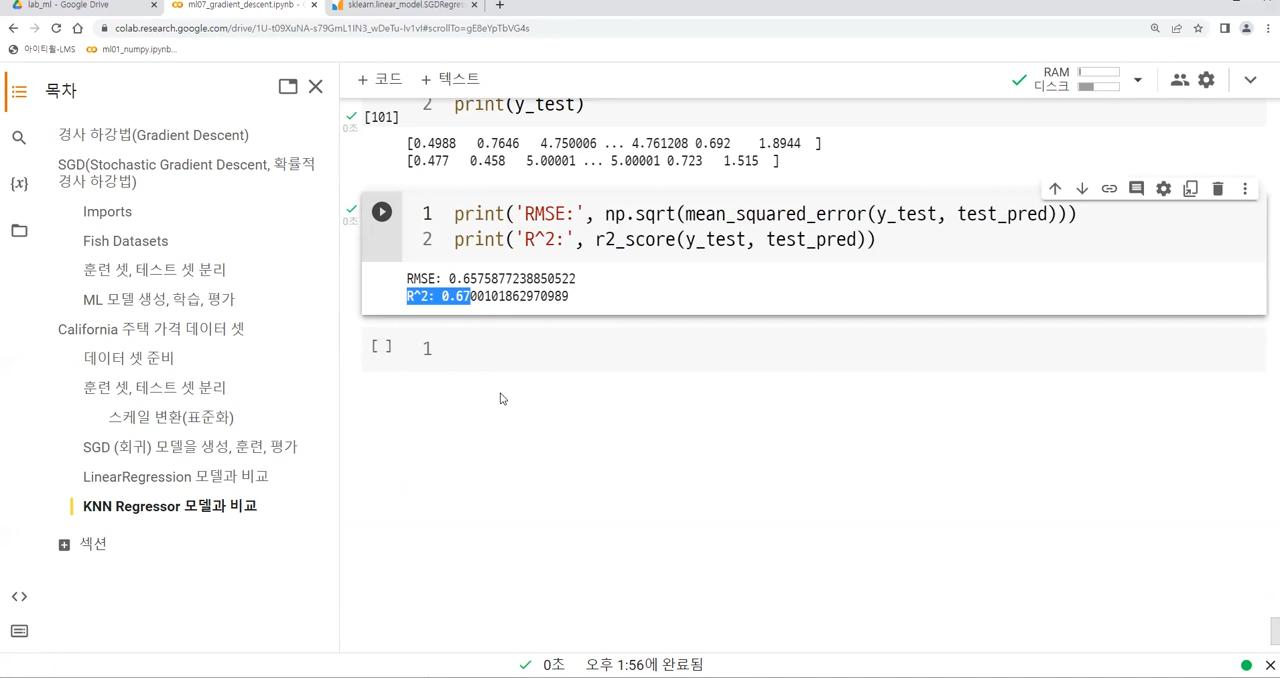 lab_ml - Google Drive
ml07_gradient_descent.ipynb - C
sklearn.linear_model.SGDRegres
colab.research.google.com/drive/1U-t09XuNA-s79GmL1IN3_wDeTu-Iv1vI#scrollTo=gE8eYpTbVG4s
아이티윌-LMS
ml01_numpy.ipynb...
목차
+ 코드 + 텍스트
RAM
디스크
경사 하강법(Gradient Descent)
SGD(Stochastic Gradient Descent, 확률적
경사 하강법)
Imports
Fish Datasets
훈련 셋, 테스트 셋 분리
ML 모델 생성, 학습, 평가
California 주택 가격 데이터 셋
데이터 셋 준비
훈련 셋, 테스트 셋 분리
스케일 변환(표준화)
SGD (회귀) 모델을 생성, 훈련, 평가
LinearRegression 모델과 비교
KNN Regressor 모델과 비교
섹션
[101]
0초
2 print(y_test)
[0.4988 0.7646 4.750006 ... 4.761208 0.692 1.8944 ]
[0.477 0.458 5.00001 ... 5.00001 0.723 1.515 ]
0초
1 print('RMSE:', np.sqrt(mean_squared_error(y_test, test_pred)))
2 print('R^2:', r2_score(y_test, test_pred))
RMSE: 0.6575877238850522
R^2: 0.6700101862970989
[ ] 1
0초 오후 1:56에 완료됨